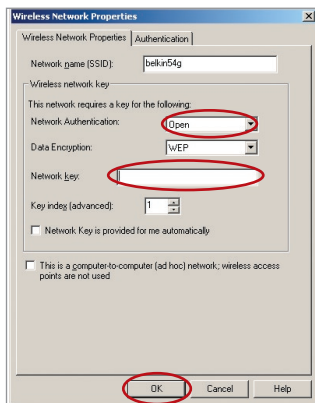 Wireless Network Properties
Wireless Network Properties
Authentication
Network name (SSID):
belkin54g
Wireless network key
This network requires a key for the following:
Network Authentication:
Open
Data Encryption:
WEP
Network key:
Key index (advanced):
1
Network Key is provided for me automatically
This is a computer-to-computer (ad hoc) network; wireless access
points are not used
OK
Cancel
Help